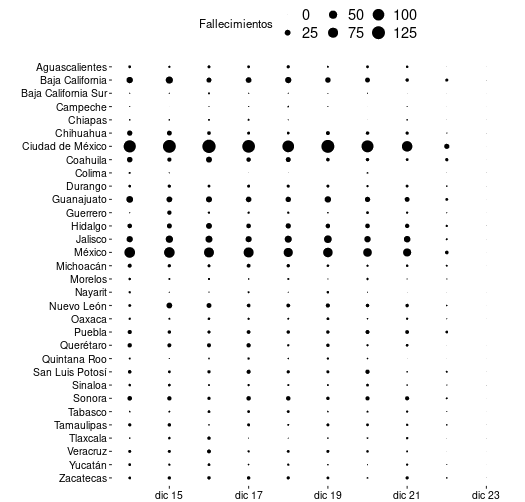 Fallecimientos
0 50 100
25 75 125
Aguascalientes
Baja California
Baja California Sur
Campeche
Chiapas
Chihuahua
Ciudad de México
Coahuila
Colima
Durango
Guanajuato
Guerrero
Hidalgo
Jalisco
México
Michoacán
Morelos
Nayarit
Nuevo León
Oaxaca
Puebla
Querétaro
Quintana Roo
San Luis Potosí
Sinaloa
Sonora
Tabasco
Tamaulipas
Tlaxcala
Veracruz
Yucatán
Zacatecas
dic 15 dic 17 dic 19 dic 21 dic 23